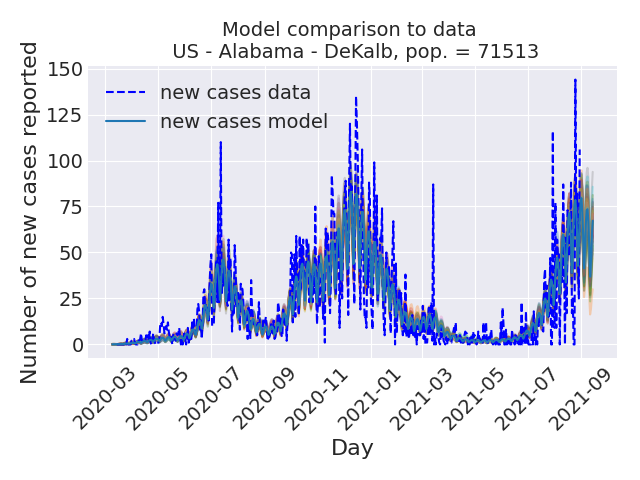 Model comparison to data
US - Alabama - DeKalb, pop. = 71513
Number of new cases reported
150
125
100
75
50
25
0
new cases data
new cases model
2020-03
2020-05
2020-07
2020-09
2020-11
2021-01
2021-03
2021-05
2021-07
2021-09
Day